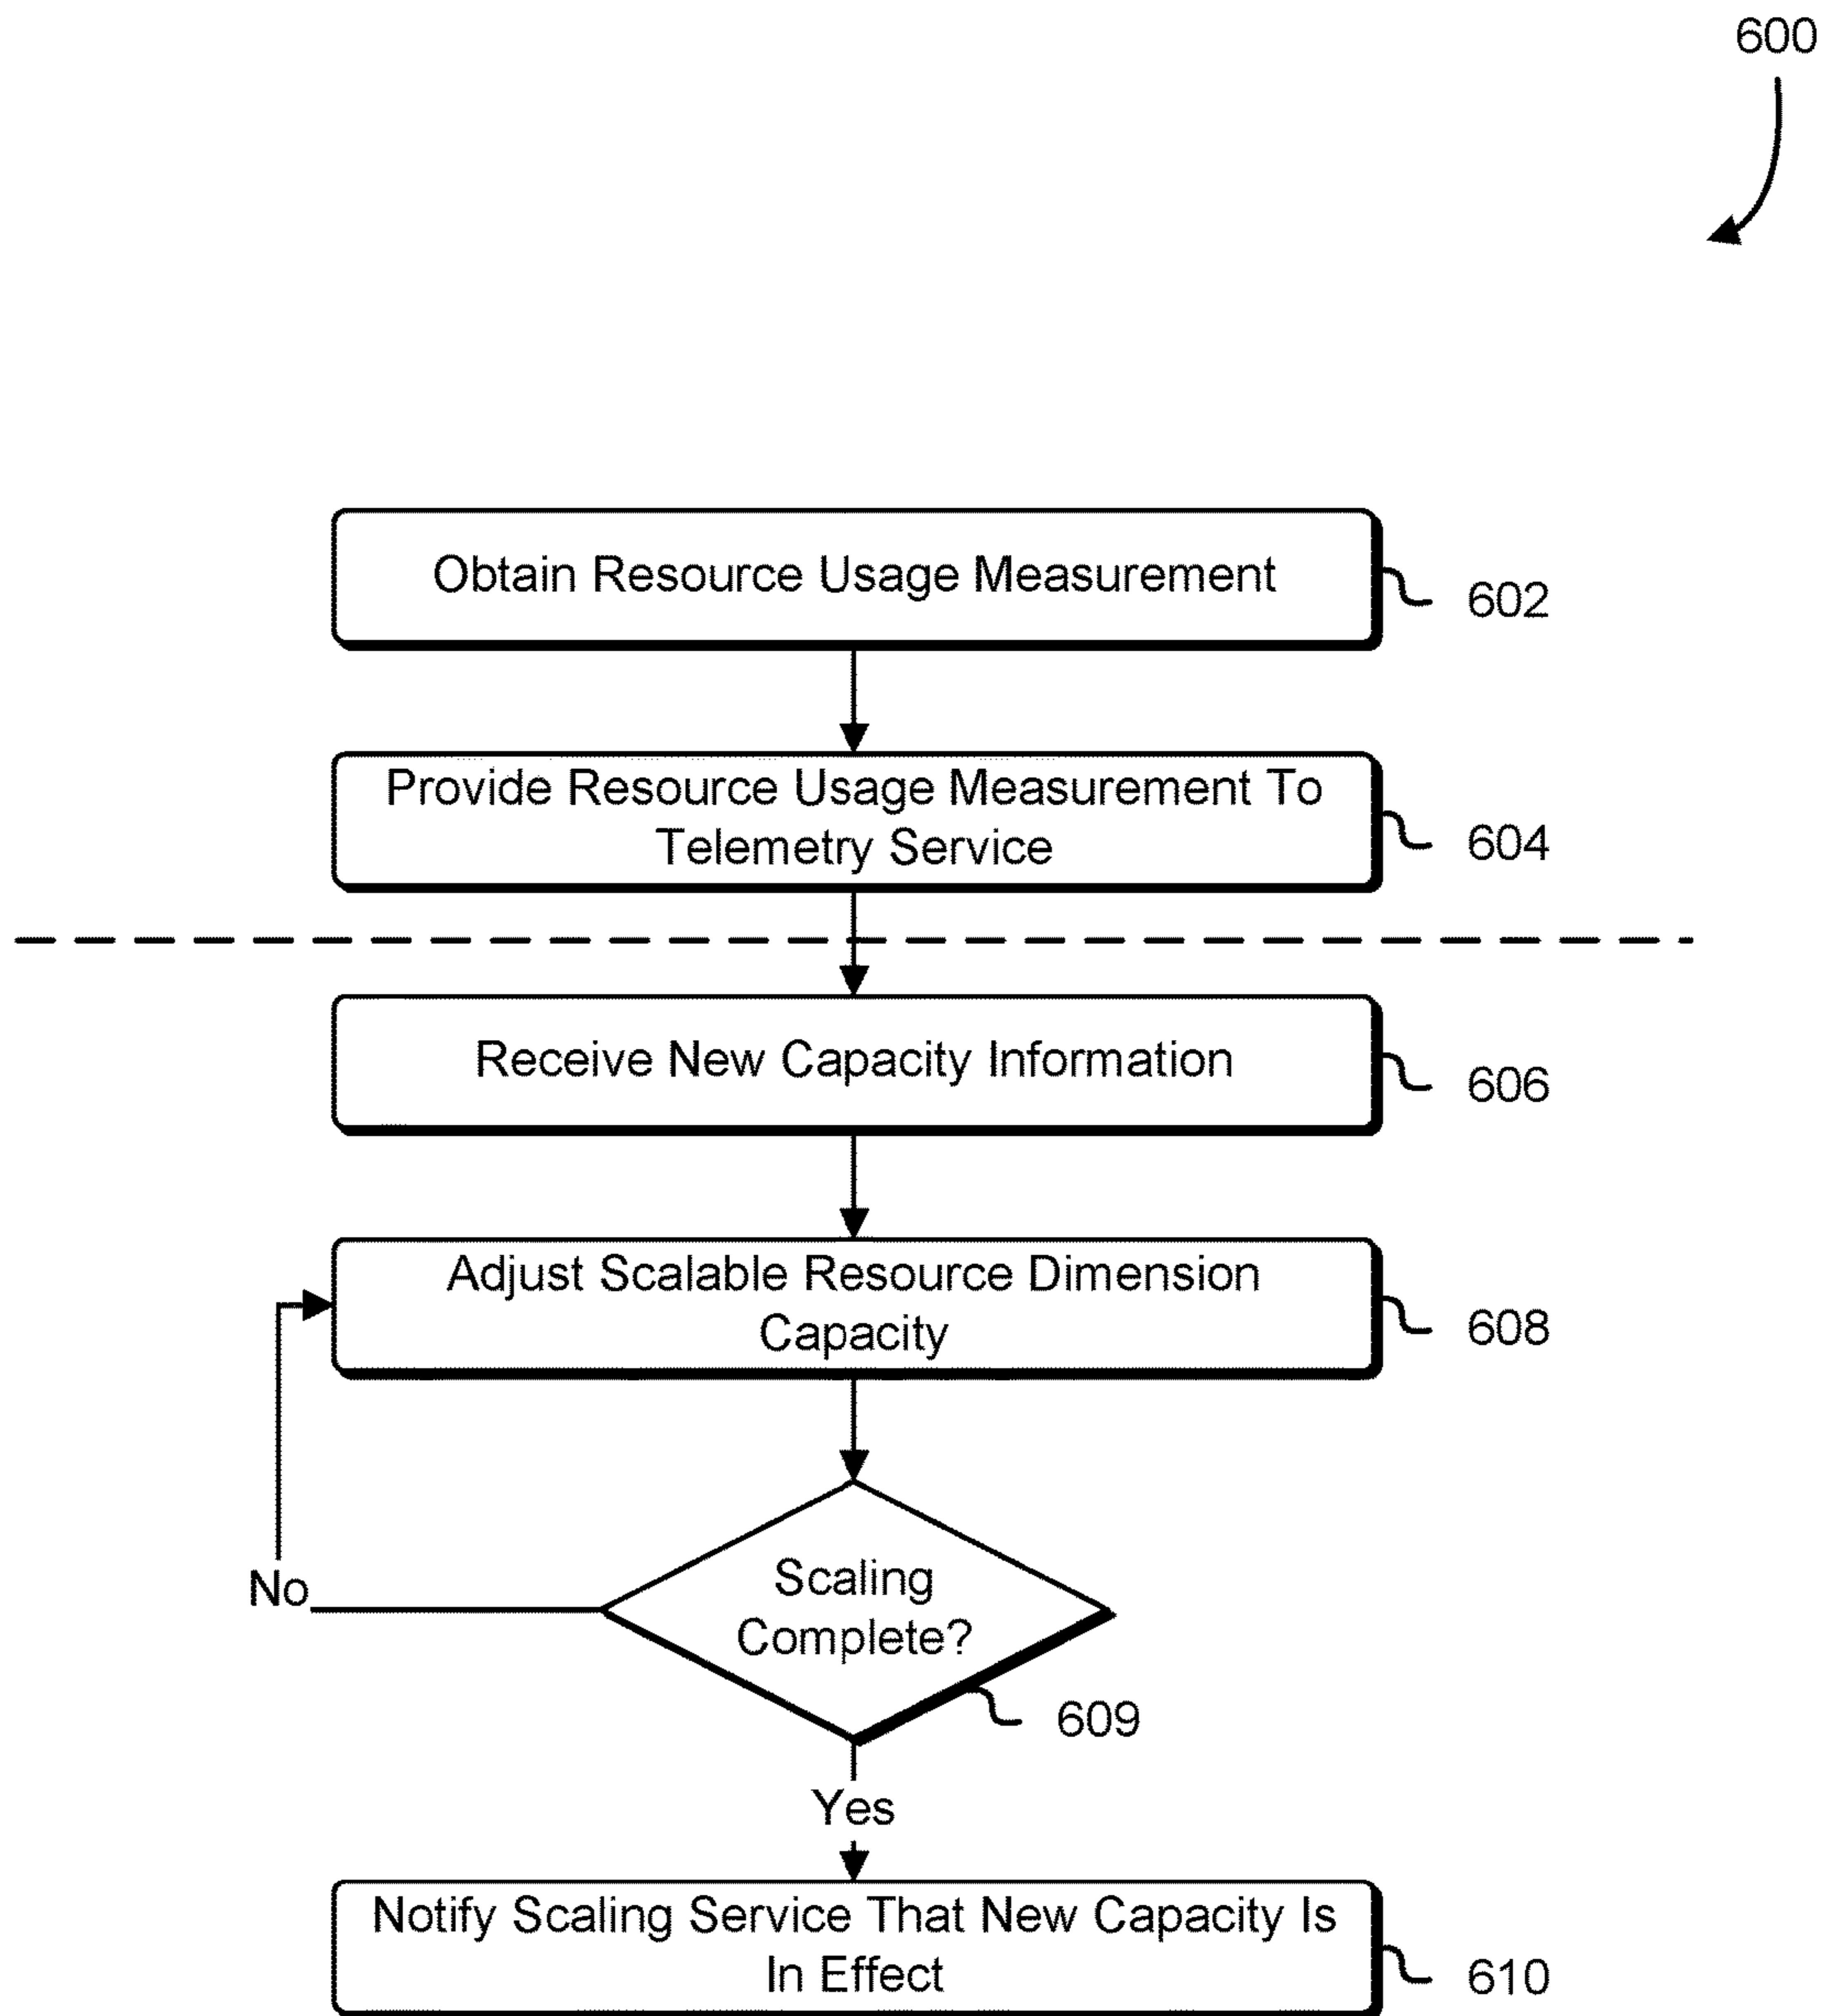 600
Obtain Resource Usage Measurement
602
Provide Resource Usage Measurement To
Telemetry Service
604
Receive New Capacity Information
606
Adjust Scalable Resource Dimension
Capacity
608
Scaling
Complete?
No
609
Yes
Notify Scaling Service That New Capacity Is
In Effect
610